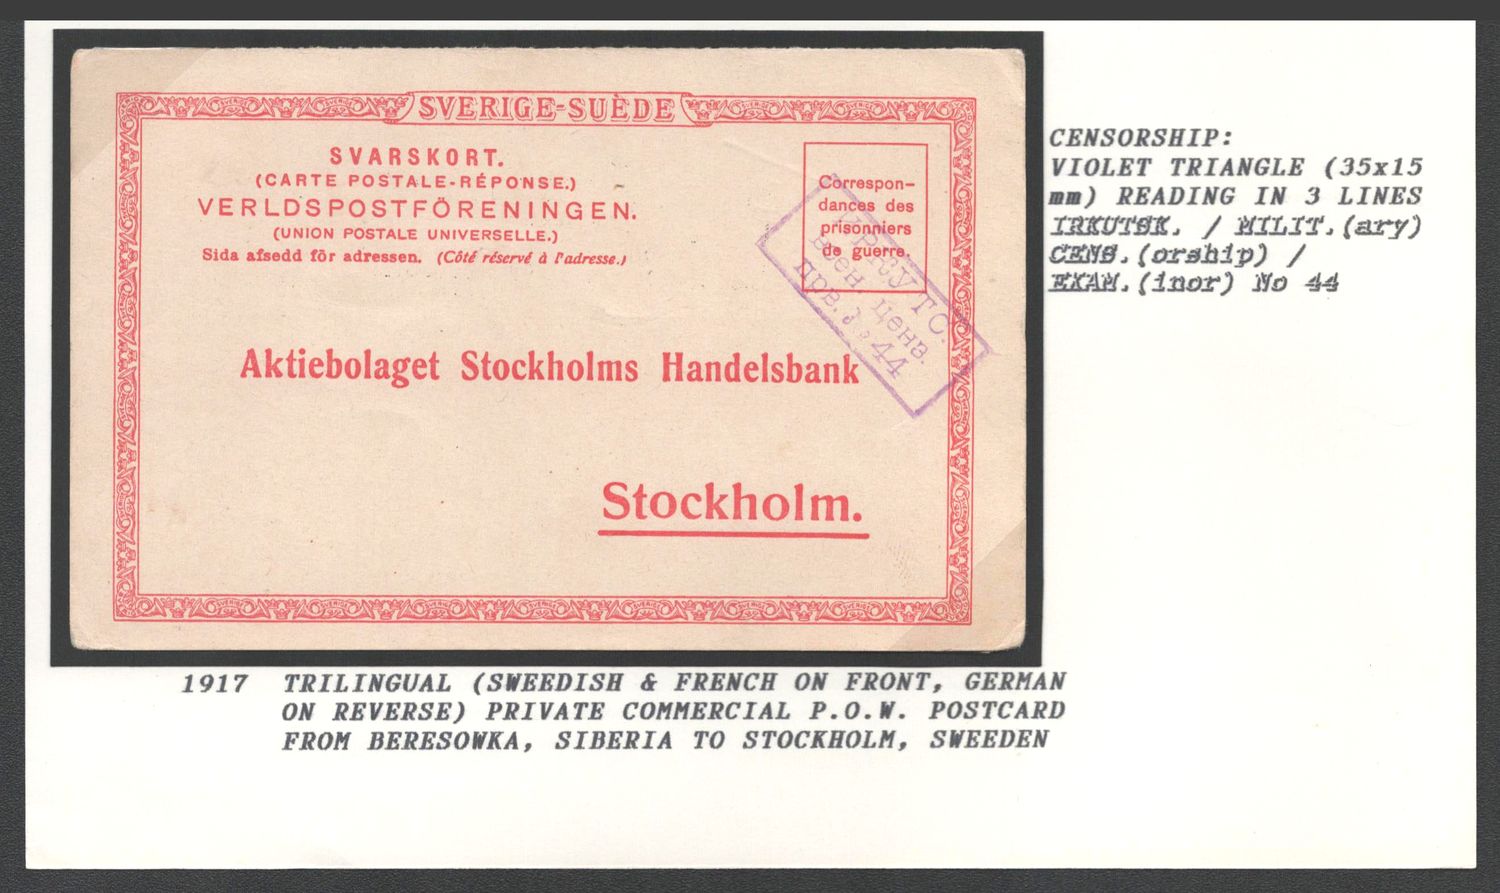 SVERIGE-SUÈDE
SVARSKORT.
(CARTE POSTALE-RÉPONSE.)
VERLDSPOSTFÖRENINGEN.
(UNION POSTALE UNIVERSELLE.)
Sida afsedd för adressen. (Côté réservé à l'adresse.)
Correspon-
dances des
prisonniers
de guerre.
ценз.
44
Aktiebolaget Stockholms Handelsbank
Stockholm.
CENSORSHIP:
VIOLET TRIANGLE (35x15
mm) READING IN 3 LINES
IRKUTSK. / MILIT.(ary)
CENS.(orship) /
EXAM.(inor) No 44
1917 TRILINGUAL (SWEEDISH & FRENCH ON FRONT, GERMAN
ON REVERSE) PRIVATE COMMERCIAL P.O.W. POSTCARD
FROM BERESOWKA, SIBERIA TO STOCKHOLM, SWEEDEN